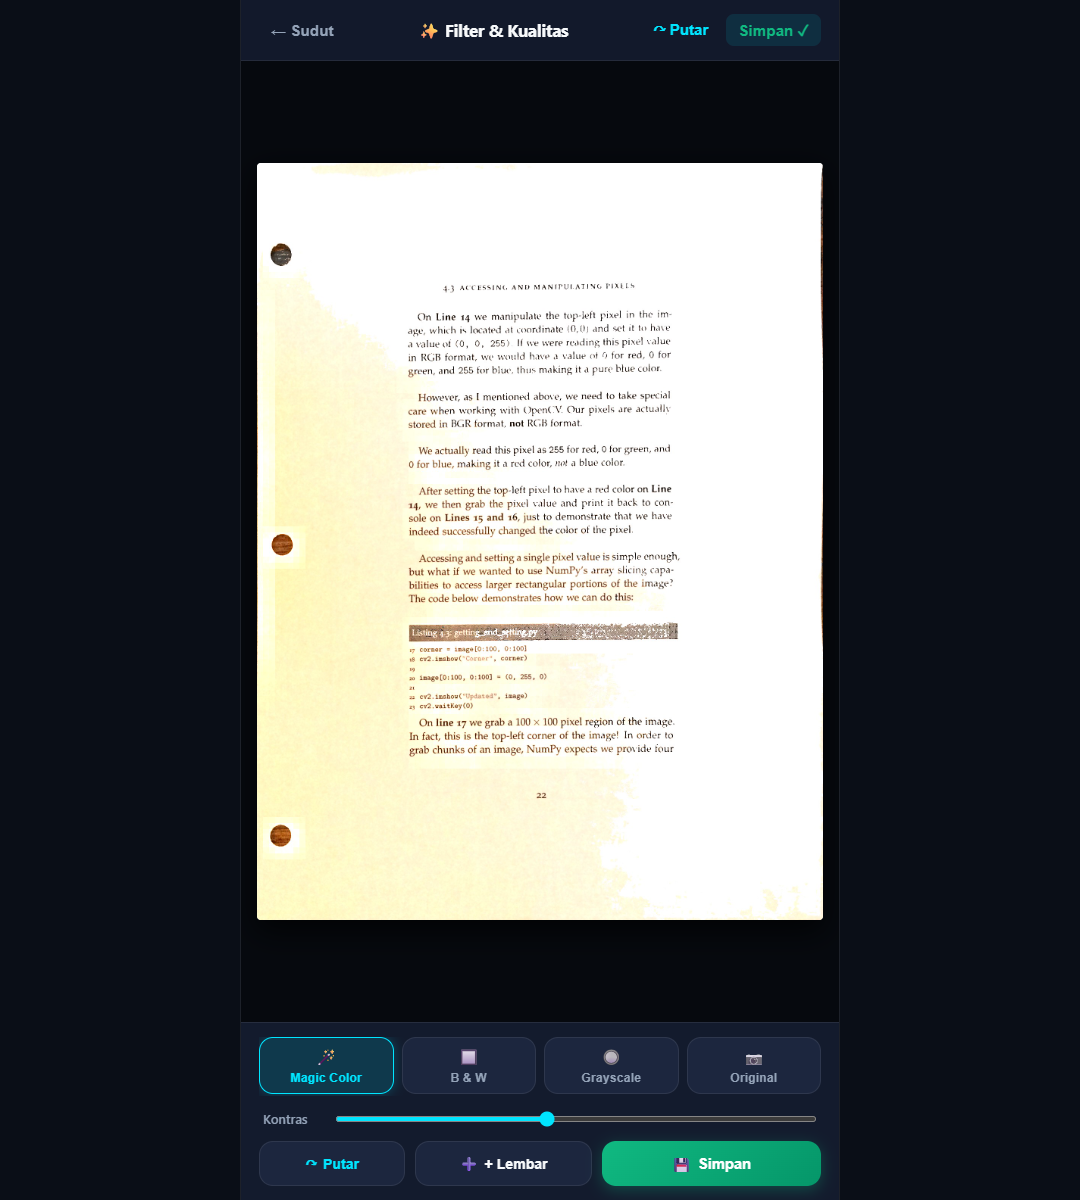 ← Sudut
✨ Filter & Kualitas
↷ Putar
Simpan ✓
4.3 ACCESSING AND MANIPULATING PIXELS
On Line 14 we manipulate the top-left pixel in the im-
age, which is located at coordinate (0,0) and set it to have
a value of (0, 0, 255). If we were reading this pixel value
in RGB format, we would have a value of 0 for red, 0 for
green, and 255 for blue, thus making it a pure blue color.
However, as I mentioned above, we need to take special
care when working with OpenCV. Our pixels are actually
stored in BGR format, not RGB format.
We actually read this pixel as 255 for red, 0 for green, and
0 for blue, making it a red color, not a blue color.
After setting the top-left pixel to have a red color on Line
14, we then grab the pixel value and print it back to con-
sole on Lines 15 and 16, just to demonstrate that we have
indeed successfully changed the color of the pixel.
Accessing and setting a single pixel value is simple enough,
but what if we wanted to use NumPy's array slicing capa-
bilities to access larger rectangular portions of the image?
The code below demonstrates how we can do this:
Listing 4.3: getting_and_setting.py
17 corner = image[0:100, 0:100]
18 cv2.imshow("Corner", corner)
19
20 image[0:100, 0:100] = (0, 255, 0)
21
22 cv2.imshow("Updated", image)
23 cv2.waitKey(0)
On line 17 we grab a 100 × 100 pixel region of the image.
In fact, this is the top-left corner of the image! In order to
grab chunks of an image, NumPy expects we provide four
22
Magic Color
B & W
Grayscale
Original
Kontras
↷ Putar
➕ + Lembar
Simpan